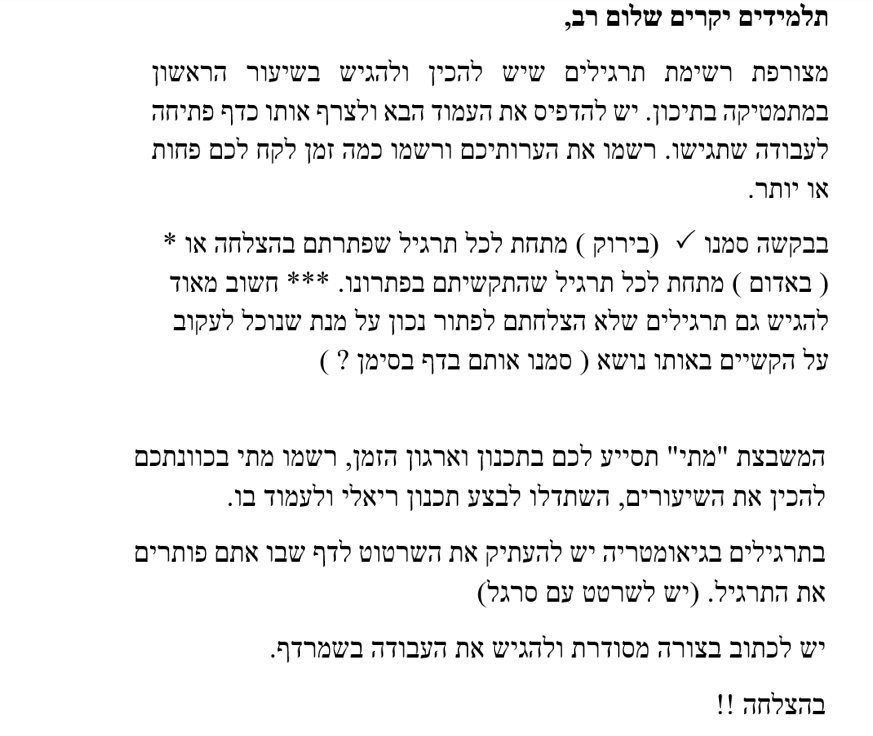 תלמידים יקרים שלום רב,
מצורפת רשימת תרגילים שיש להכין ולהגיש בשיעור הראשון
במתמטיקה בתיכון. יש להדפיס את העמוד הבא ולצרף אותו כדף פתיחה
לעבודה שתגישו. רשמו את הערותיכם ורשמו כמה זמן לקח לכם פחות
או יותר.
בבקשה סמנו ✓ (בירוק ) מתחת לכל תרגיל שפתרתם בהצלחה או *
( באדום ) מתחת לכל תרגיל שהתקשיתם בפתרונו. *** חשוב מאוד
להגיש גם תרגילים שלא הצלחתם לפתור נכון על מנת שנוכל לעקוב
על הקשיים באותו נושא ( סמנו אותם בדף בסימן ? )
המשבצת "מתי" תסייע לכם בתכנון וארגון הזמן, רשמו מתי בכוונתכם
להכין את השיעורים, השתדלו לבצע תכנון ריאלי ולעמוד בו.
בתרגילים בגיאומטריה יש להעתיק את השרטוט לדף שבו אתם פותרים
את התרגיל. (יש לשרטט עם סרגל)
יש לכתוב בצורה מסודרת ולהגיש את העבודה בשמרדף.
בהצלחה !!